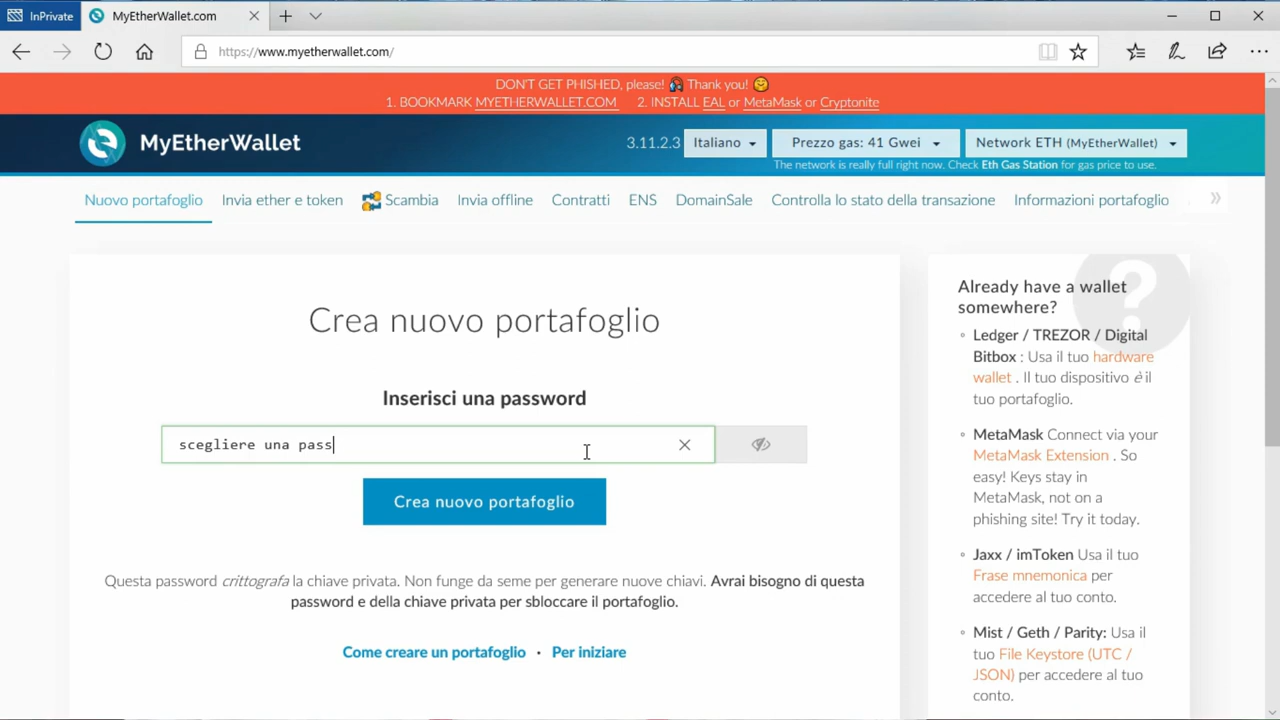 InPrivate
MyEtherWallet.com
https://www.myetherwallet.com/
DON'T GET PHISHED, please! Thank you!
1. BOOKMARK MYETHERWALLET.COM 2. INSTALL EAL or MetaMask or Cryptonite
MyEtherWallet
3.11.2.3 Italiano Prezzo gas: 41 Gwei Network ETH (MyEtherWallet)
The network is really full right now. Check Eth Gas Station for gas price to use.
Nuovo portafoglio Invia ether e token Scambia Invia offline Contratti ENS DomainSale Controlla lo stato della transazione Informazioni portafoglio »
Crea nuovo portafoglio
Inserisci una password
scegliere una pass
Crea nuovo portafoglio
Questa password crittografa la chiave privata. Non funge da seme per generare nuove chiavi. Avrai bisogno di questa
password e della chiave privata per sbloccare il portafoglio.
Come creare un portafoglio · Per iniziare
Already have a wallet
somewhere?
Ledger / TREZOR / Digital
Bitbox : Usa il tuo hardware
wallet . Il tuo dispositivo è il
tuo portafoglio.
MetaMask Connect via your
MetaMask Extension . So
easy! Keys stay in
MetaMask, not on a
phishing site! Try it today.
Jaxx / imToken Usa il tuo
Frase mnemonica per
accedere al tuo conto.
Mist / Geth / Parity: Usa il
tuo File Keystore (UTC /
JSON) per accedere al tuo
conto.